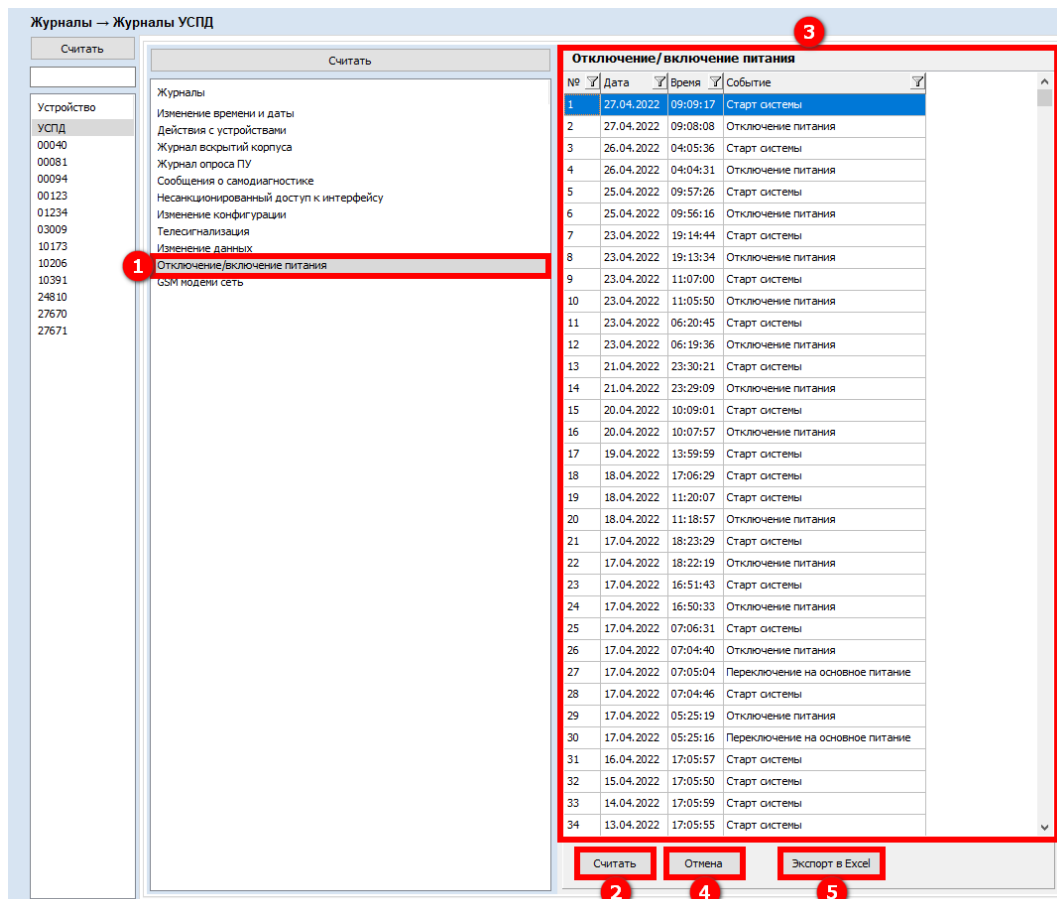 Журналы → Журналы УСПД
Считать
Устройство
УСПД
00040
00081
00094
00123
01234
03009
10173
10206
10391
24810
27670
27671
Считать
Журналы
Изменение времени и даты
Действия с устройствами
Журнал вскрытий корпуса
Журнал опроса ПУ
Сообщения о самодиагностике
Несанкционированный доступ к интерфейсу
Изменение конфигурации
Телесигнализация
Изменение данных
1 Отключение/включение питания
GSM модемы сеть
3
Отключение/включение питания
№ Дата Время Событие
1 27.04.2022 09:09:17 Старт системы
2 27.04.2022 09:08:08 Отключение питания
3 26.04.2022 04:05:36 Старт системы
4 26.04.2022 04:04:31 Отключение питания
5 25.04.2022 09:57:26 Старт системы
6 25.04.2022 09:56:16 Отключение питания
7 23.04.2022 19:14:44 Старт системы
8 23.04.2022 19:13:34 Отключение питания
9 23.04.2022 11:07:00 Старт системы
10 23.04.2022 11:05:50 Отключение питания
11 23.04.2022 06:20:45 Старт системы
12 23.04.2022 06:19:36 Отключение питания
13 21.04.2022 23:30:21 Старт системы
14 21.04.2022 23:29:09 Отключение питания
15 20.04.2022 10:09:01 Старт системы
16 20.04.2022 10:07:57 Отключение питания
17 19.04.2022 13:59:59 Старт системы
18 18.04.2022 17:06:29 Старт системы
19 18.04.2022 11:20:07 Старт системы
20 18.04.2022 11:18:57 Отключение питания
21 17.04.2022 18:23:29 Старт системы
22 17.04.2022 18:22:19 Отключение питания
23 17.04.2022 16:51:43 Старт системы
24 17.04.2022 16:50:33 Отключение питания
25 17.04.2022 07:06:31 Старт системы
26 17.04.2022 07:04:40 Отключение питания
27 17.04.2022 07:05:04 Переключение на основное питание
28 17.04.2022 07:04:46 Старт системы
29 17.04.2022 05:25:19 Отключение питания
30 17.04.2022 05:25:16 Переключение на основное питание
31 16.04.2022 17:05:57 Старт системы
32 15.04.2022 17:05:50 Старт системы
33 14.04.2022 17:05:59 Старт системы
34 13.04.2022 17:05:55 Старт системы
Считать Отмена Экспорт в Excel
2 4 5